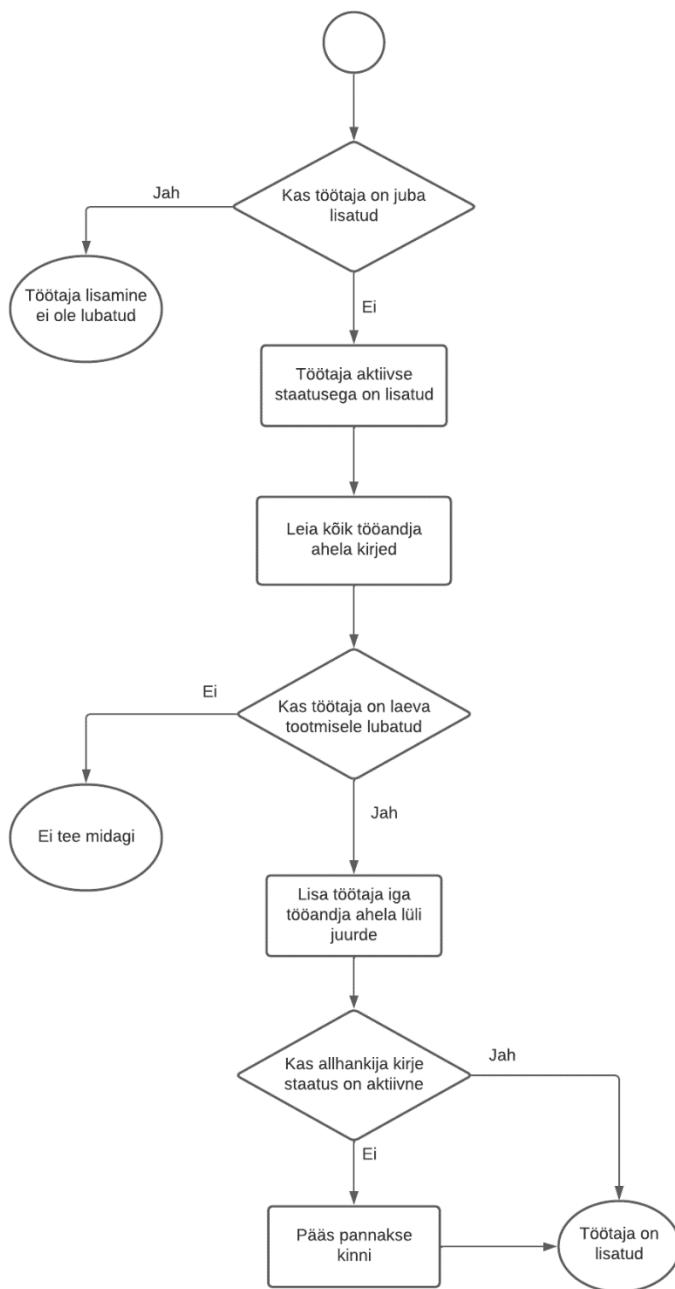 Kas töötaja on juba
lisatud
Jah
Töötaja lisamine
ei ole lubatud
Ei
Töötaja aktiivse
staatusega on lisatud
Leia kõik tööandja
ahela kirjed
Kas töötaja on laeva
tootmisele lubatud
Ei
Ei tee midagi
Jah
Lisa töötaja iga
tööandja ahela lüli
juurde
Kas allhankija kirje
staatus on aktiivne
Jah
Ei
Pääs pannakse
kinni
Töötaja on
lisatud